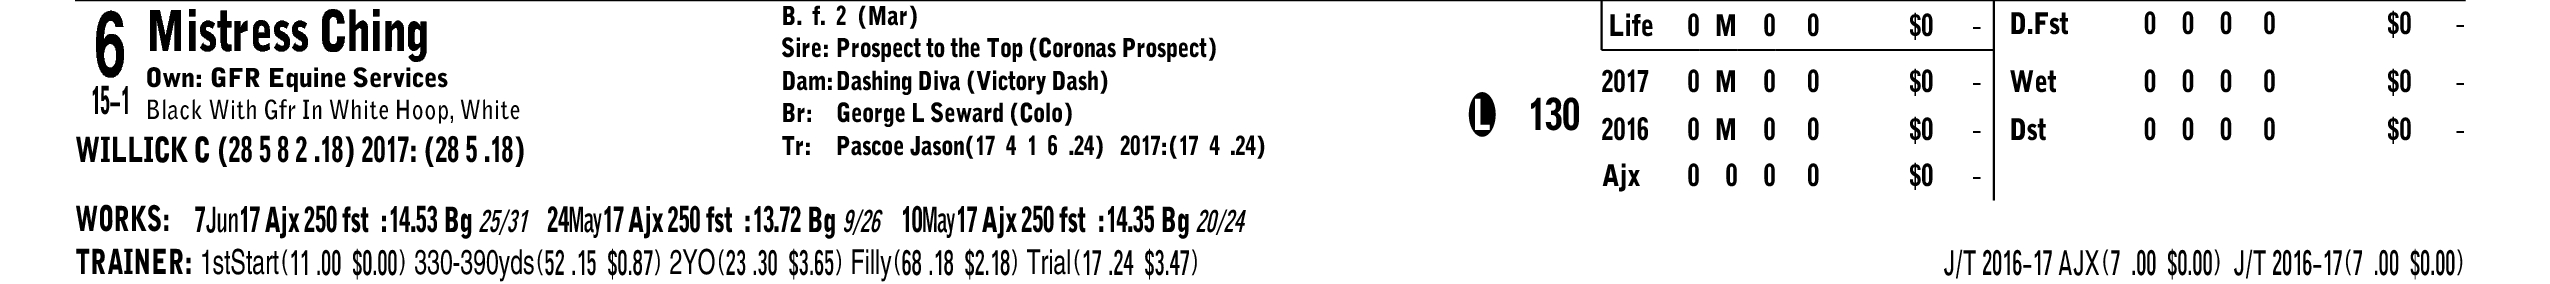 6 Mistress Ching
Own: GFR Equine Services
15-1 Black With Gfr In White Hoop, White
WILLICK C (28 5 8 2 .18) 2017: (28 5 .18)
B. f. 2 (Mar)
Sire: Prospect to the Top (Coronas Prospect)
Dam: Dashing Diva (Victory Dash)
Br: George L Seward (Colo)
Tr: Pascoe Jason(17 4 1 6 .24) 2017:(17 4 .24)
L 130
Life 0 M 0 0 $0 -
2017 0 M 0 0 $0 -
2016 0 M 0 0 $0 -
Ajx 0 0 0 0 $0 -
D.Fst 0 0 0 0 $0 -
Wet 0 0 0 0 $0 -
Dst 0 0 0 0 $0 -
WORKS: 7Jun17 Ajx 250 fst :14.53 Bg 25/31 24May17 Ajx 250 fst :13.72 Bg 9/26 10May17 Ajx 250 fst :14.35 Bg 20/24
TRAINER: 1stStart(11 .00 $0.00) 330-390yds(52 .15 $0.87) 2YO(23 .30 $3.65) Filly(68 .18 $2.18) Trial(17 .24 $3.47)
J/T 2016-17 AJX(7 .00 $0.00) J/T 2016-17(7 .00 $0.00)